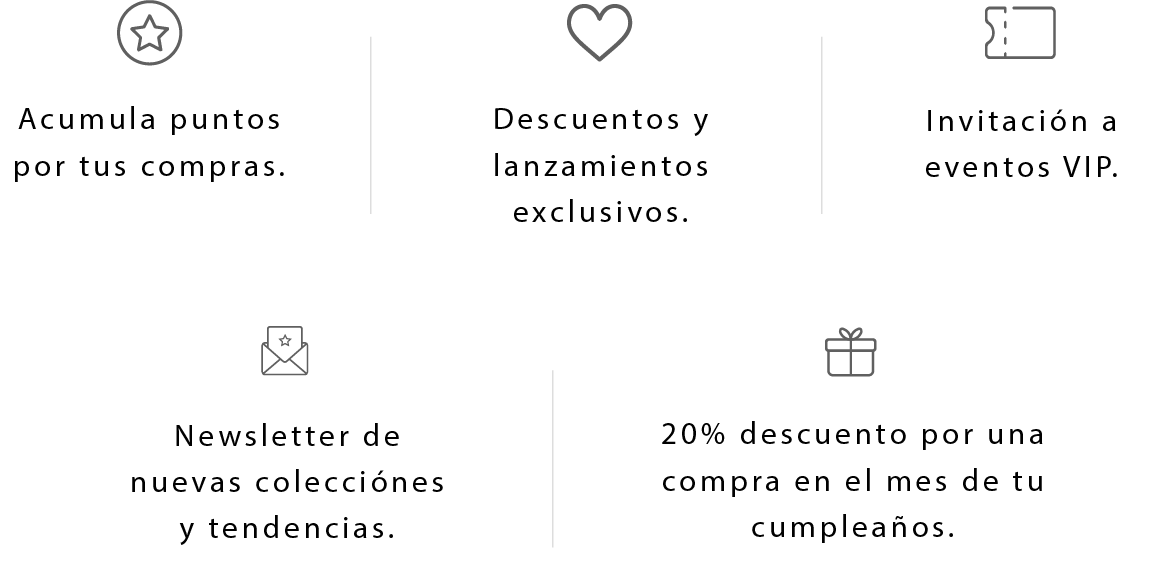 Acumula puntos
por tus compras.
Descuentos y
lanzamientos
exclusivos.
Invitación a
eventos VIP.
Newsletter de
nuevas colecciónes
y tendencias.
20% descuento por una
compra en el mes de tu
cumpleaños.